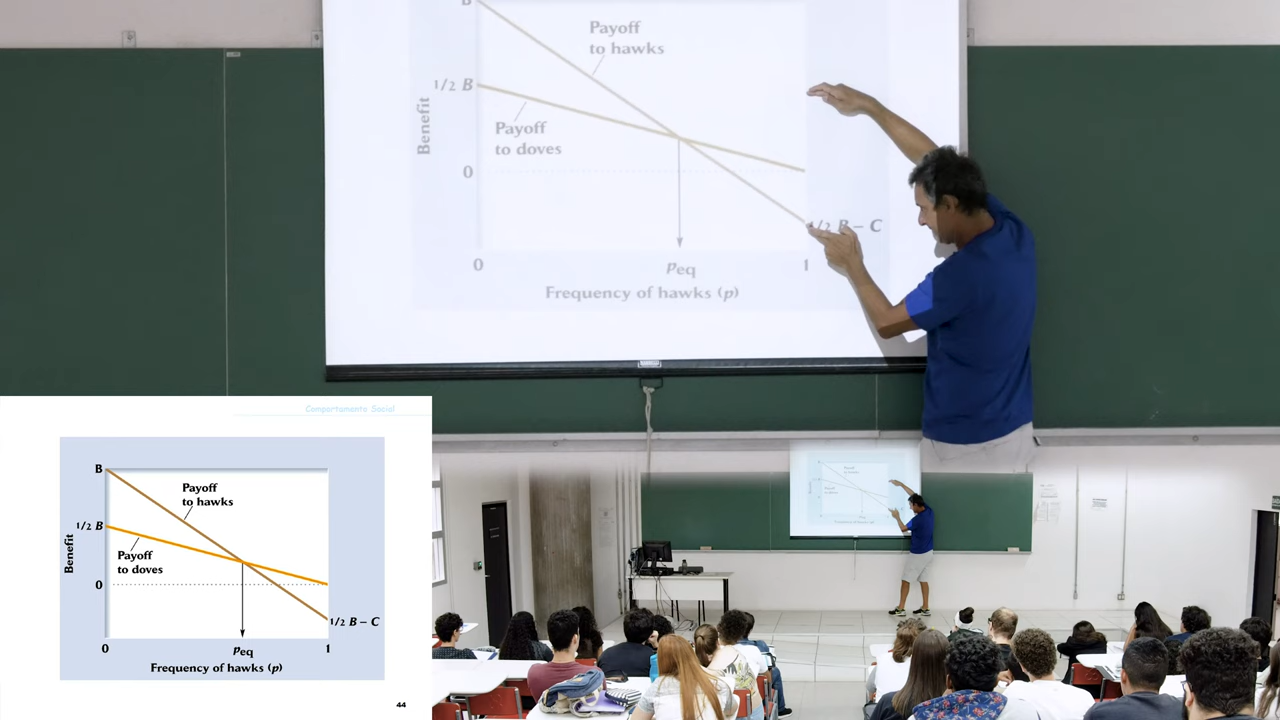 B
Payoff
to hawks
1/2 B
Payoff
to doves
Benefit
0
1/2 B – C
0
Peq
1
Frequency of hawks (p)
Comportamento Social
B
Payoff
to hawks
1/2 B
Payoff
to doves
Benefit
0
1/2 B – C
0
Peq
1
Frequency of hawks (p)
44